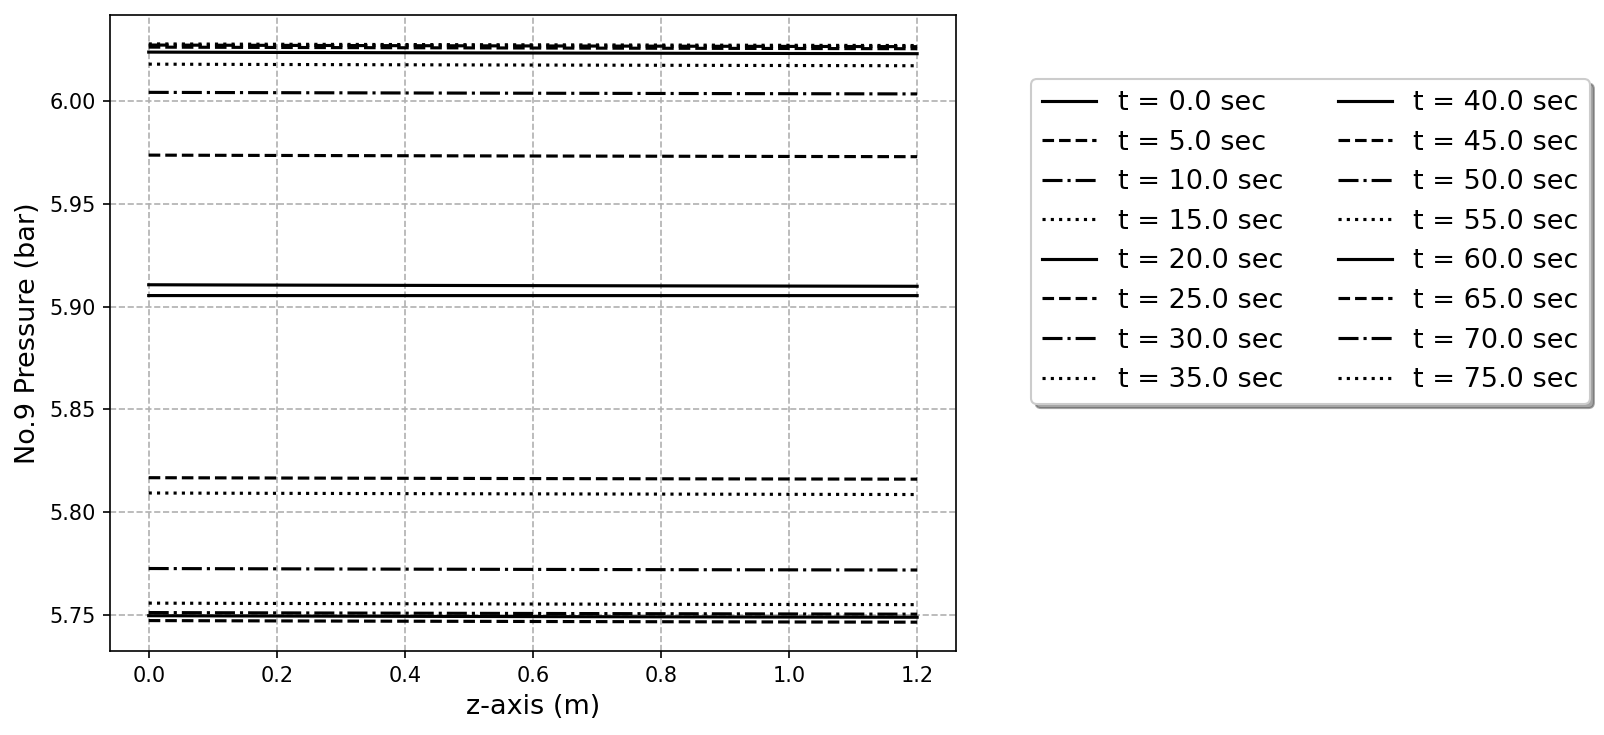 No.9 Pressure (bar)
6.00
5.95
5.90
5.85
5.80
5.75
0.0 0.2 0.4 0.6 0.8 1.0 1.2
z-axis (m)
t = 0.0 sec
t = 5.0 sec
t = 10.0 sec
t = 15.0 sec
t = 20.0 sec
t = 25.0 sec
t = 30.0 sec
t = 35.0 sec
t = 40.0 sec
t = 45.0 sec
t = 50.0 sec
t = 55.0 sec
t = 60.0 sec
t = 65.0 sec
t = 70.0 sec
t = 75.0 sec